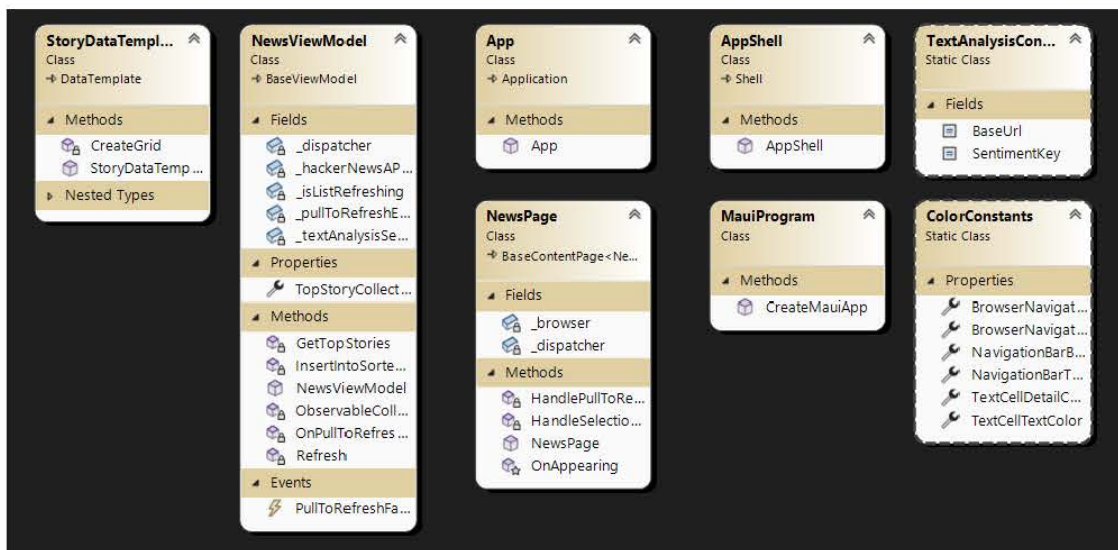 StoryDataTempl...
Class
DataTemplate
Methods
CreateGrid
StoryDataTemp ...
Nested Types
NewsViewModel
Class
BaseViewModel
Fields
_dispatcher
_hackerNewsAP...
_isListRefreshing
_pullToRefreshE...
_textAnalysisSe...
Properties
TopStoryCollect...
Methods
GetTopStories
InsertIntoSorte...
NewsViewModel
ObservableColl...
OnPullToRefres ...
Refresh
Events
PullToRefreshFa...
App
Class
Application
Methods
App
AppShell
Class
Shell
Methods
AppShell
TextAnalysisCon...
Static Class
Fields
BaseUrl
SentimentKey
NewsPage
Class
BaseContentPage<Ne...
Fields
_browser
_dispatcher
Methods
HandlePullToRe...
HandleSelectio...
NewsPage
OnAppearing
MauiProgram
Class
Methods
CreateMauiApp
ColorConstants
Static Class
Properties
BrowserNavigat...
BrowserNavigat...
NavigationBarB...
NavigationBarT...
TextCellDetailC...
TextCellTextColor